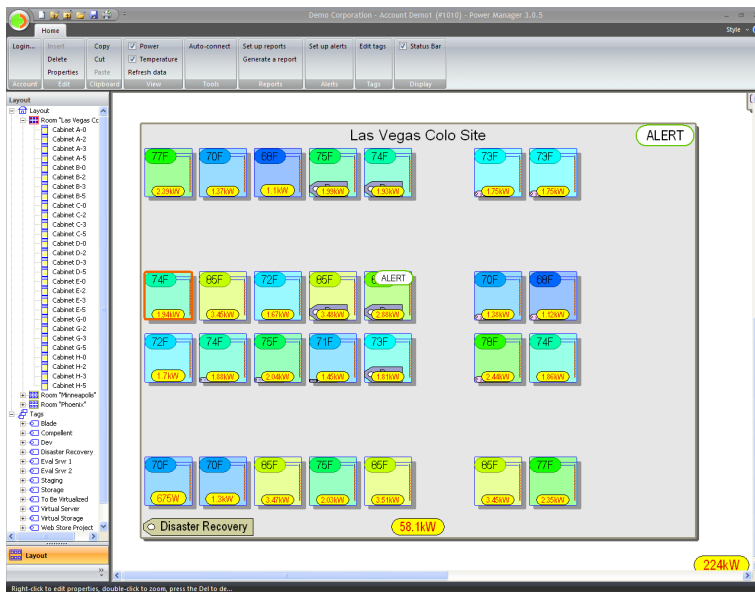 Demo Corporation - Account Demo1 (#1010) - Power Manager 3.0.5
Home
Style
Login... Insert Copy Power Auto-connect Set up reports Set up alerts Edit tags Status Bar
Delete Cut Temperature Generate a report
Properties Paste Refresh data
Account Edit Clipboard View Tools Reports Alerts Tags Display
Layout
Layout
Room "Las Vegas Co
Cabinet A-0
Cabinet A-2
Cabinet A-3
Cabinet A-5
Cabinet B-0
Cabinet B-2
Cabinet B-3
Cabinet B-5
Cabinet C-0
Cabinet C-2
Cabinet C-3
Cabinet C-5
Cabinet D-0
Cabinet D-2
Cabinet D-3
Cabinet D-5
Cabinet E-0
Cabinet E-2
Cabinet E-3
Cabinet E-5
Cabinet G-0
Cabinet G-2
Cabinet G-3
Cabinet G-5
Cabinet H-0
Cabinet H-2
Cabinet H-3
Cabinet H-5
Room "Minneapolis"
Room "Phoenix"
Tags
Blade
Compellent
Dev
Disaster Recovery
Eval Srvr 1
Eval Srvr 2
Staging
Storage
To Be Virtualized
Virtual Server
Virtual Storage
Web Store Project
Layout
Las Vegas Colo Site ALERT
77F 70F 68F 75F 74F 73F 73F
2.39kW 1.37kW 1.1kW 1.99kW 1.93kW 1.75kW 1.75kW
74F 85F 72F 85F ALERT 70F 68F
1.94kW 3.45kW 1.67kW 3.48kW 2.88kW 1.38kW 1.12kW
72F 74F 75F 71F 73F 78F 74F
1.7kW 1.88kW 2.04kW 1.45kW 1.81kW 2.44kW 1.86kW
70F 70F 85F 75F 85F 85F 77F
675W 1.3kW 3.47kW 2.03kW 3.51kW 3.45kW 2.35kW
Disaster Recovery 58.1kW
224kW
Right-click to edit properties, double-click to zoom, press the Del to de...